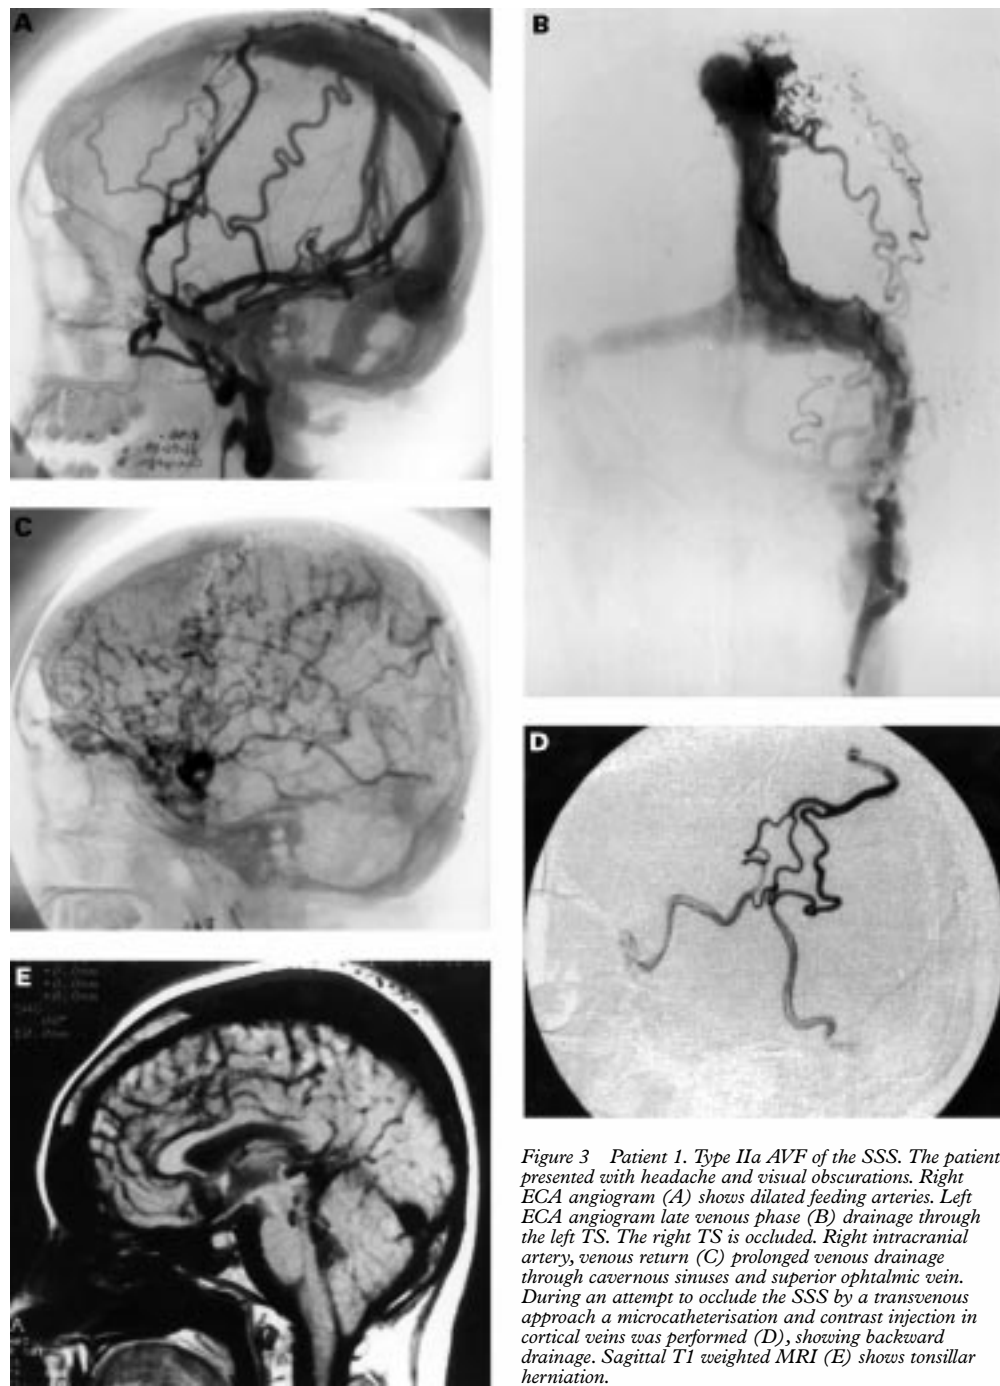 A
B
C
D
E
A
Figure 3 Patient 1. Type IIa AVF of the SSS. The patient
presented with headache and visual obscurations. Right
ECA angiogram (A) shows dilated feeding arteries. Left
ECA angiogram late venous phase (B) drainage through
the left TS. The right TS is occluded. Right intracranial
artery, venous return (C) prolonged venous drainage
through cavernous sinuses and superior ophtalmic vein.
During an attempt to occlude the SSS by a transvenous
approach a microcatheterisation and contrast injection in
cortical veins was performed (D), showing backward
drainage. Sagittal T1 weighted MRI (E) shows tonsillar
herniation.